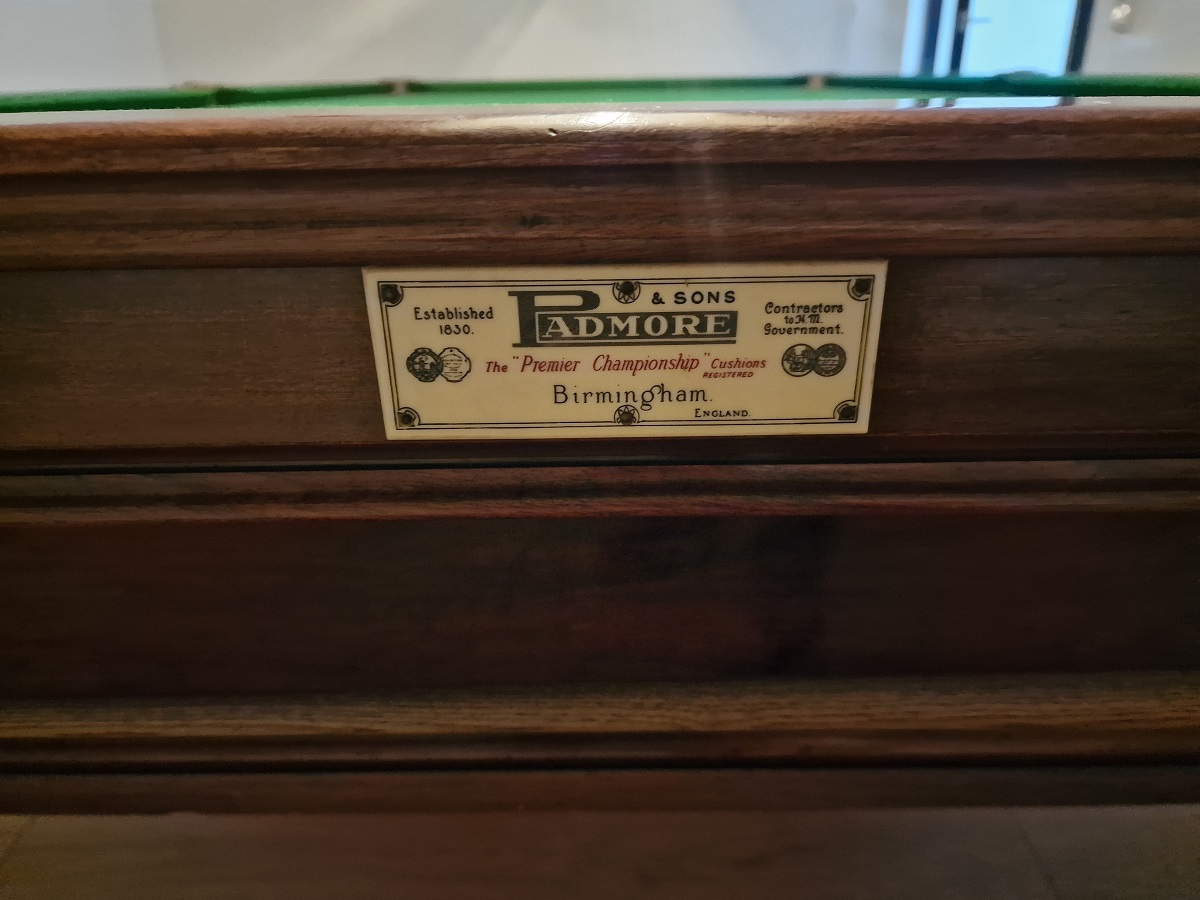 Established
1830.
PADMORE
& SONS
Contractors
to H.M.
Government.
The "Premier Championship" Cushions
REGISTERED
Birmingham.
ENGLAND.